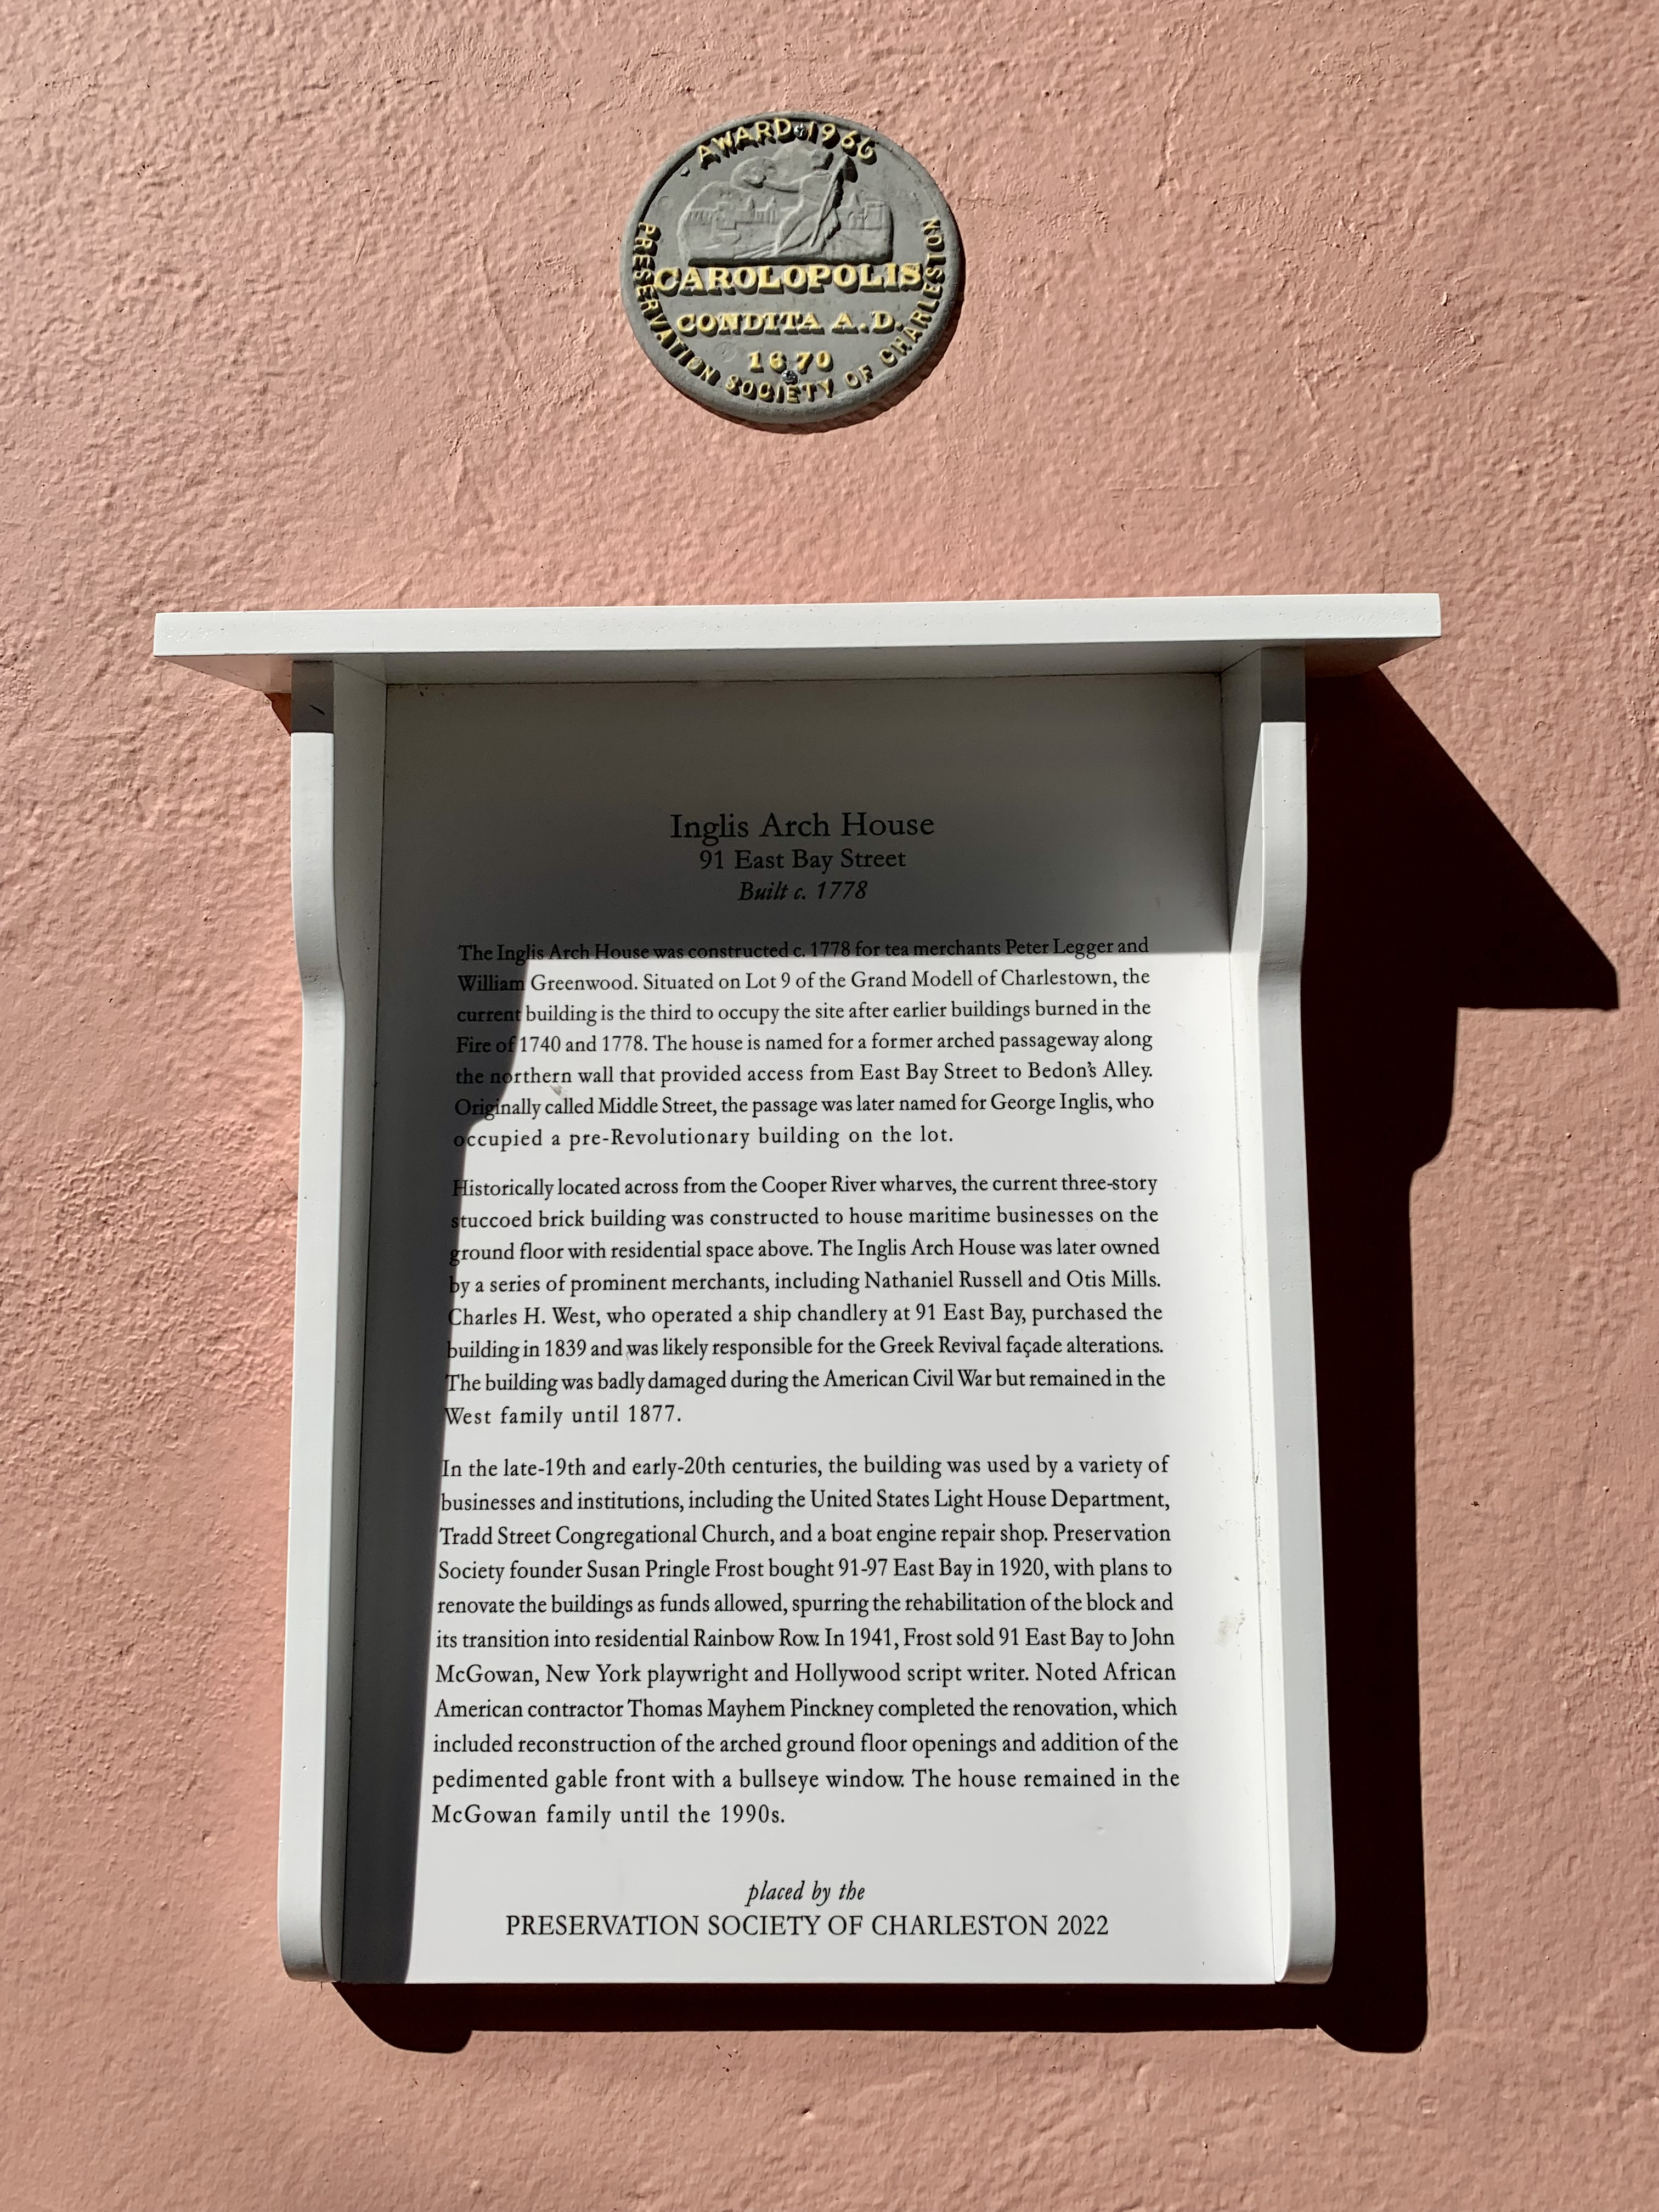 AWARD 1966
CAROLOPOLIS
CONDITA A.D.
1670
PRESERVATION SOCIETY OF CHARLESTON
Inglis Arch House
91 East Bay Street
Built c. 1778
The Inglis Arch House was constructed c. 1778 for tea merchants Peter Legger and
William Greenwood. Situated on Lot 9 of the Grand Modell of Charlestown, the
current building is the third to occupy the site after earlier buildings burned in the
Fire of 1740 and 1778. The house is named for a former arched passageway along
the northern wall that provided access from East Bay Street to Bedon's Alley.
Originally called Middle Street, the passage was later named for George Inglis, who
occupied a pre-Revolutionary building on the lot.
Historically located across from the Cooper River wharves, the current three-story
stuccoed brick building was constructed to house maritime businesses on the
ground floor with residential space above. The Inglis Arch House was later owned
by a series of prominent merchants, including Nathaniel Russell and Otis Mills.
Charles H. West, who operated a ship chandlery at 91 East Bay, purchased the
building in 1839 and was likely responsible for the Greek Revival façade alterations.
The building was badly damaged during the American Civil War but remained in the
West family until 1877.
In the late-19th and early-20th centuries, the building was used by a variety of
businesses and institutions, including the United States Light House Department,
Tradd Street Congregational Church, and a boat engine repair shop. Preservation
Society founder Susan Pringle Frost bought 91-97 East Bay in 1920, with plans to
renovate the buildings as funds allowed, spurring the rehabilitation of the block and
its transition into residential Rainbow Row. In 1941, Frost sold 91 East Bay to John
McGowan, New York playwright and Hollywood script writer. Noted African
American contractor Thomas Mayhem Pinckney completed the renovation, which
included reconstruction of the arched ground floor openings and addition of the
pedimented gable front with a bullseye window. The house remained in the
McGowan family until the 1990s.
placed by the
PRESERVATION SOCIETY OF CHARLESTON 2022